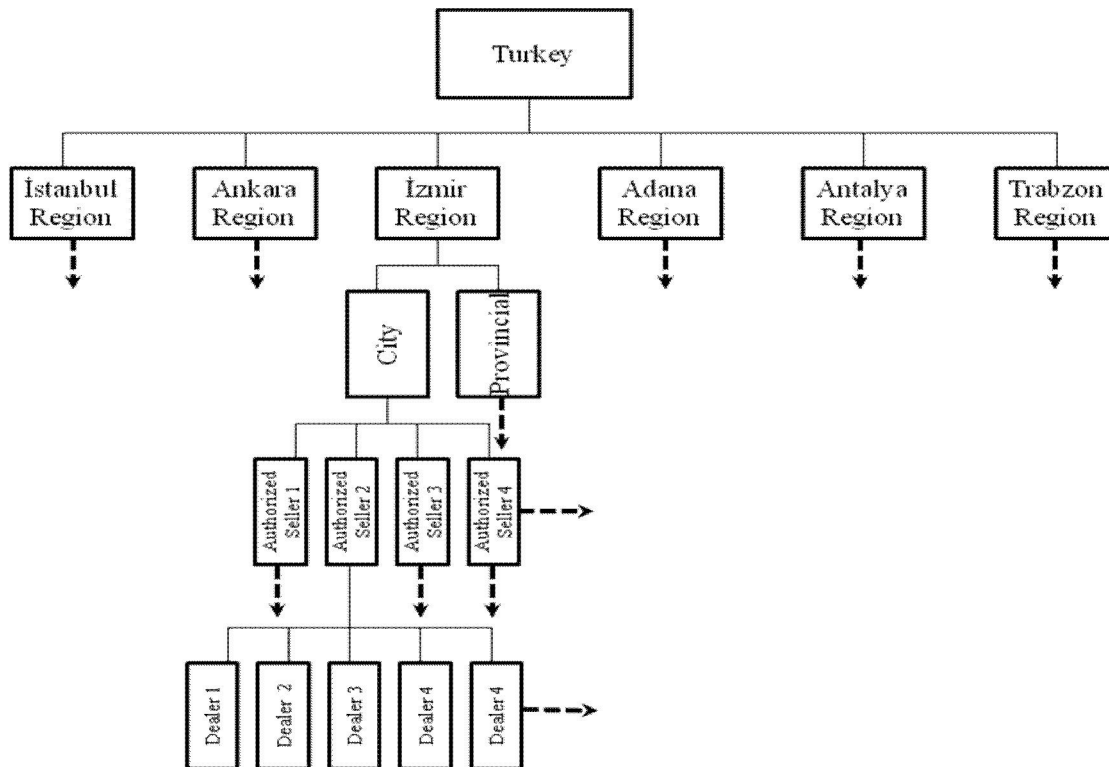 Turkey
İstanbul
Region
Ankara
Region
İzmir
Region
Adana
Region
Antalya
Region
Trabzon
Region
City
Provincial
Authorized
Seller 1
Authorized
Seller 2
Authorized
Seller 3
Authorized
Seller 4
Dealer 1
Dealer 2
Dealer 3
Dealer 4
Dealer 4